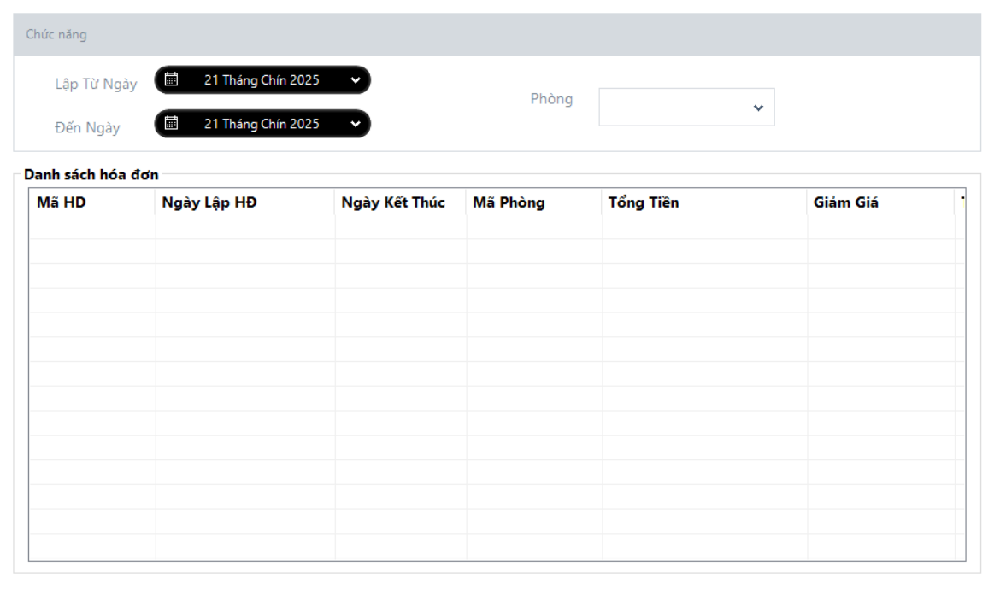 Chức năng
Lập Từ Ngày 21 Tháng Chín 2025
Phòng
Đến Ngày 21 Tháng Chín 2025
Danh sách hóa đơn
Mã HD Ngày Lập HĐ Ngày Kết Thúc Mã Phòng Tổng Tiền Giảm Giá